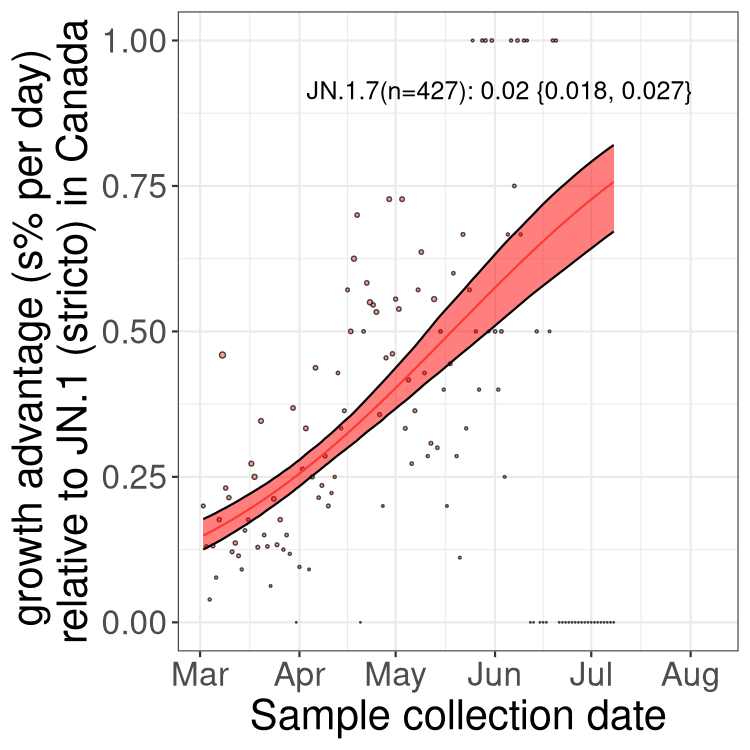 growth advantage (s% per day)
relative to JN.1 (stricto) in Canada
1.00
0.75
0.50
0.25
0.00
JN.1.7(n=427): 0.02 {0.018, 0.027}
Mar Apr May Jun Jul Aug
Sample collection date